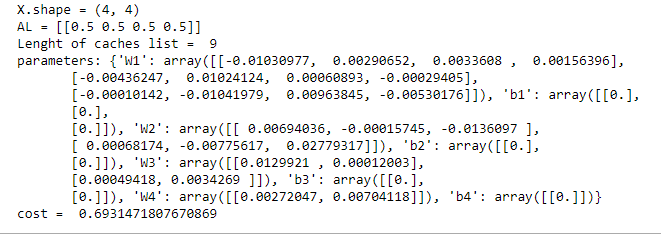 X.shape = (4, 4)
AL = [[0.5 0.5 0.5 0.5]]
Lenght of caches list =  9
parameters: {'W1': array([[-0.01030977,  0.00290652,  0.0033608 ,  0.00156396],
       [-0.00436247,  0.01024124,  0.00060893, -0.00029405],
       [-0.00010142, -0.01041979,  0.00963845, -0.00530176]]), 'b1': array([[0.],
       [0.],
       [0.]]), 'W2': array([[ 0.00694036, -0.00015745, -0.0136097 ],
       [ 0.00068174, -0.00775617,  0.02779317]]), 'b2': array([[0.],
       [0.]]), 'W3': array([[0.0129921 , 0.00012003],
       [0.00049418, 0.0034269 ]]), 'b3': array([[0.],
       [0.]]), 'W4': array([[0.00272047, 0.00704118]]), 'b4': array([[0.]])}
cost =  0.6931471807670869